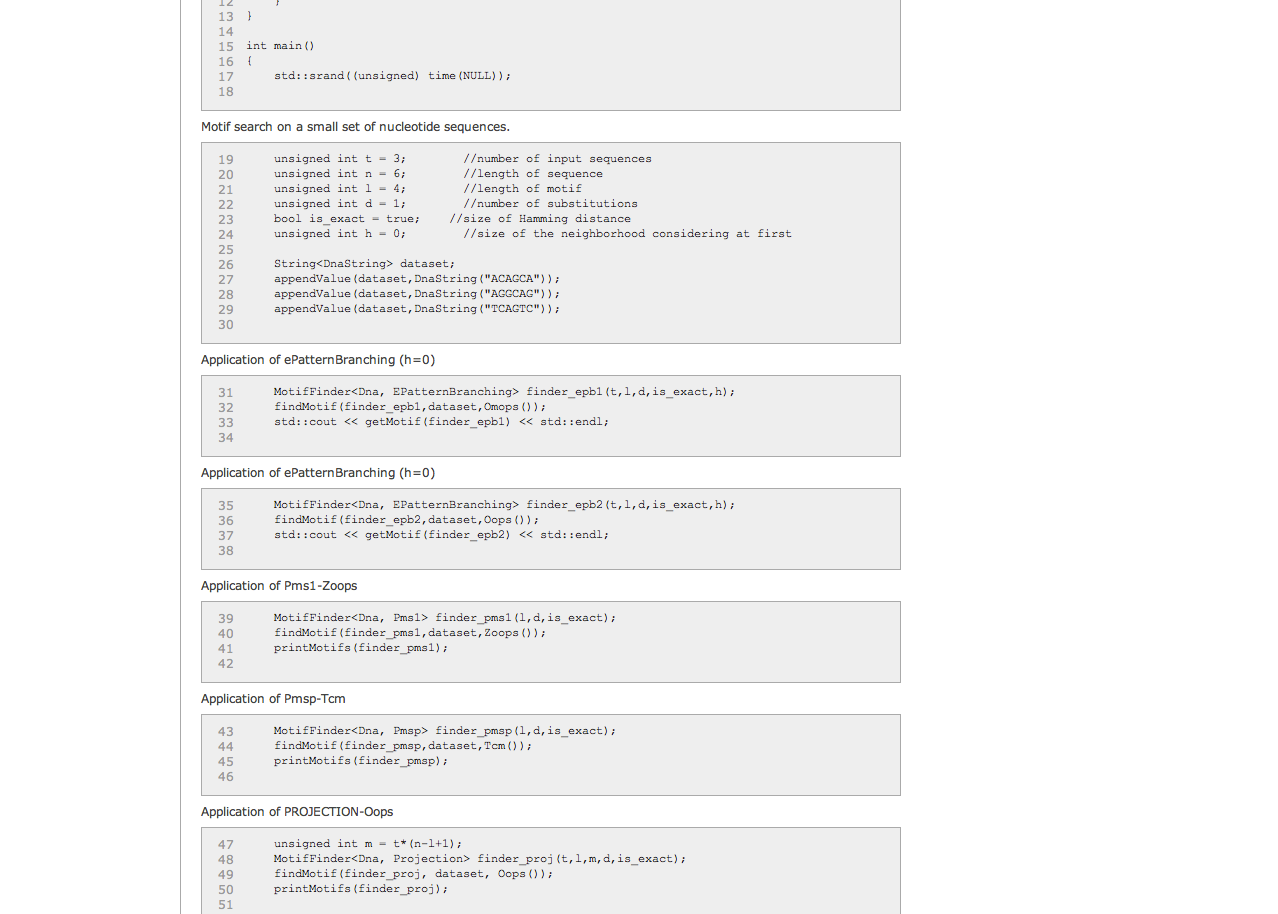 12     }
13 }
14
15 int main()
16 {
17     std::srand((unsigned) time(NULL));
18
Motif search on a small set of nucleotide sequences.
19     unsigned int t = 3;        //number of input sequences
20     unsigned int n = 6;        //length of sequence
21     unsigned int l = 4;        //length of motif
22     unsigned int d = 1;        //number of substitutions
23     bool is_exact = true;    //size of Hamming distance
24     unsigned int h = 0;        //size of the neighborhood considering at first
25
26     String<DnaString> dataset;
27     appendValue(dataset,DnaString("ACAGCA"));
28     appendValue(dataset,DnaString("AGGCAG"));
29     appendValue(dataset,DnaString("TCAGTC"));
30
Application of ePatternBranching (h=0)
31     MotifFinder<Dna, EPatternBranching> finder_epb1(t,l,d,is_exact,h);
32     findMotif(finder_epb1,dataset,Omops());
33     std::cout << getMotif(finder_epb1) << std::endl;
34
Application of ePatternBranching (h=0)
35     MotifFinder<Dna, EPatternBranching> finder_epb2(t,l,d,is_exact,h);
36     findMotif(finder_epb2,dataset,Oops());
37     std::cout << getMotif(finder_epb2) << std::endl;
38
Application of Pms1-Zoops
39     MotifFinder<Dna, Pms1> finder_pms1(l,d,is_exact);
40     findMotif(finder_pms1,dataset,Zoops());
41     printMotifs(finder_pms1);
42
Application of Pmsp-Tcm
43     MotifFinder<Dna, Pmsp> finder_pmsp(l,d,is_exact);
44     findMotif(finder_pmsp,dataset,Tcm());
45     printMotifs(finder_pmsp);
46
Application of PROJECTION-Oops
47     unsigned int m = t*(n-l+1);
48     MotifFinder<Dna, Projection> finder_proj(t,l,m,d,is_exact);
49     findMotif(finder_proj, dataset, Oops());
50     printMotifs(finder_proj);
51